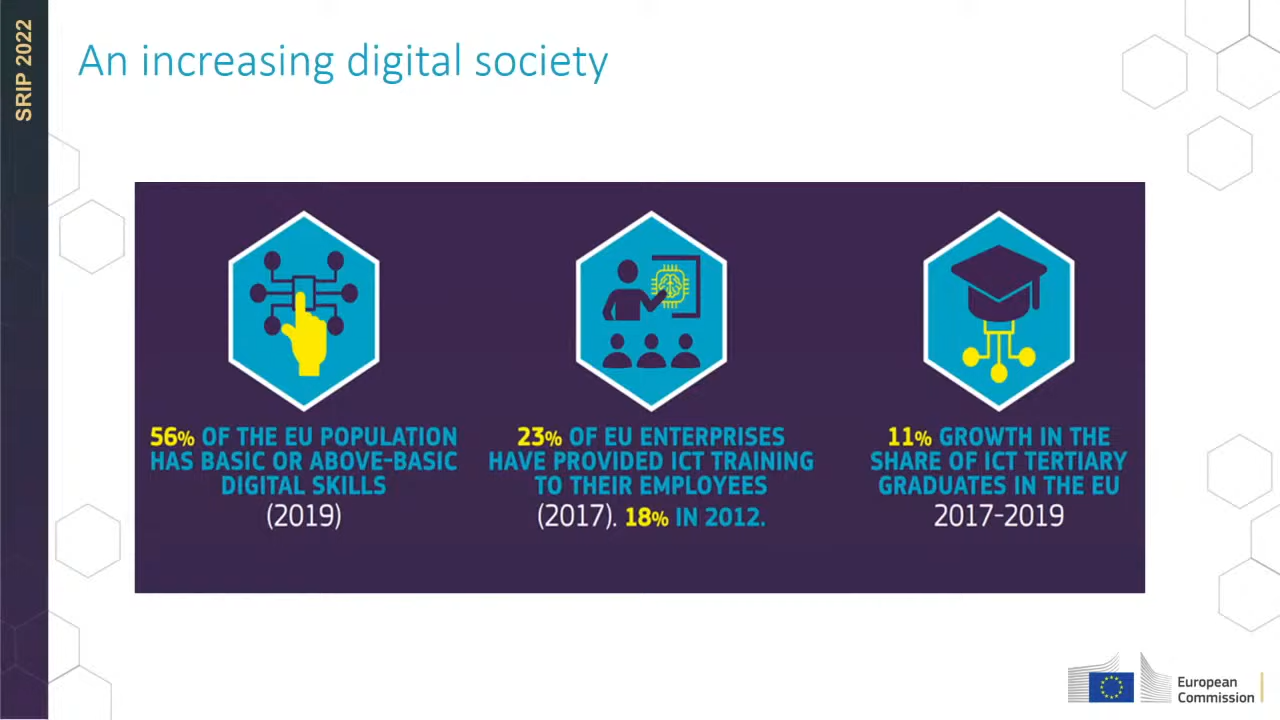 SRIP 2022
An increasing digital society
56% OF THE EU POPULATION
HAS BASIC OR ABOVE-BASIC
DIGITAL SKILLS
(2019)
23% OF EU ENTERPRISES
HAVE PROVIDED ICT TRAINING
TO THEIR EMPLOYEES
(2017). 18% IN 2012.
11% GROWTH IN THE
SHARE OF ICT TERTIARY
GRADUATES IN THE EU
2017-2019
European
Commission